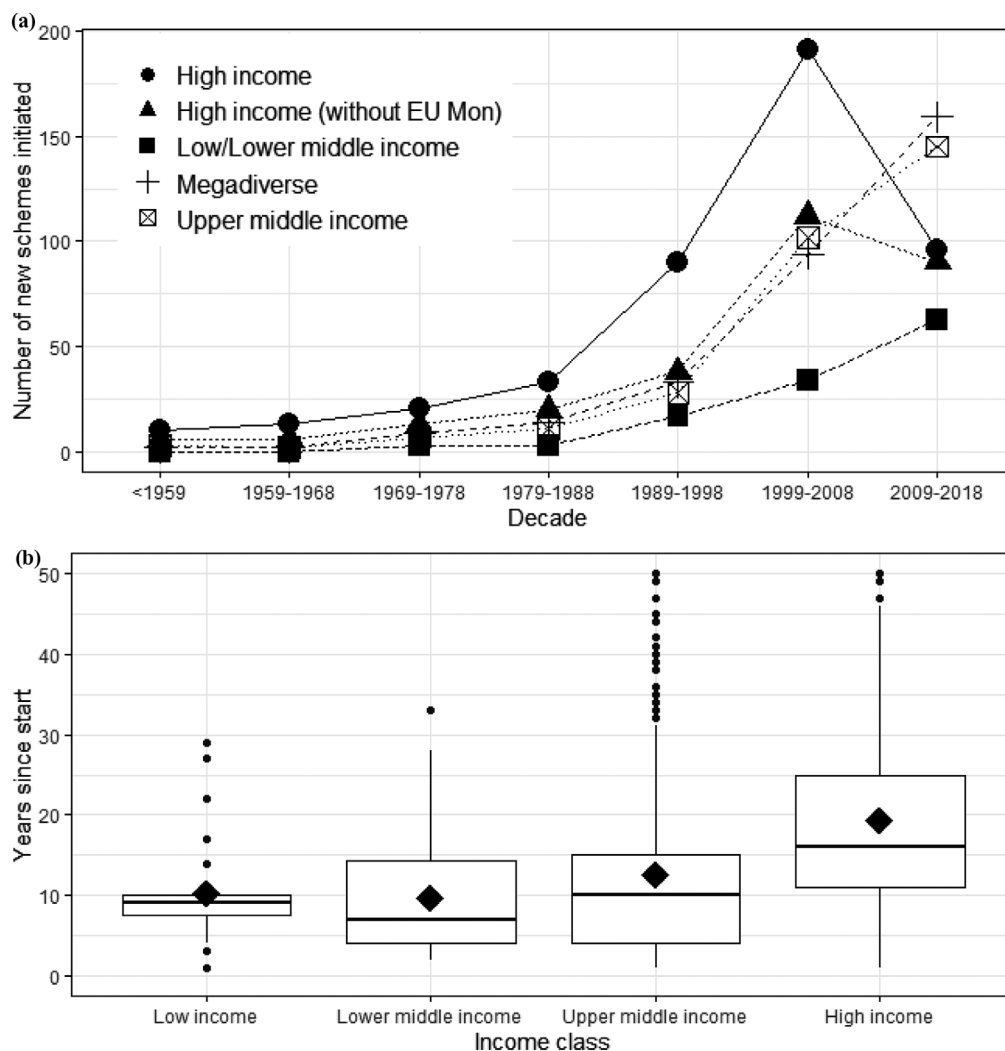 (a)
200
150
100
50
0
Number of new schemes initiated
High income
High income (without EU Mon)
Low/Lower middle income
Megadiverse
Upper middle income
<1959
1959-1968
1969-1978
1979-1988
1989-1998
1999-2008
2009-2018
Decade
(b)
50
40
30
20
10
0
Years since start
Low income
Lower middle income
Upper middle income
High income
Income class